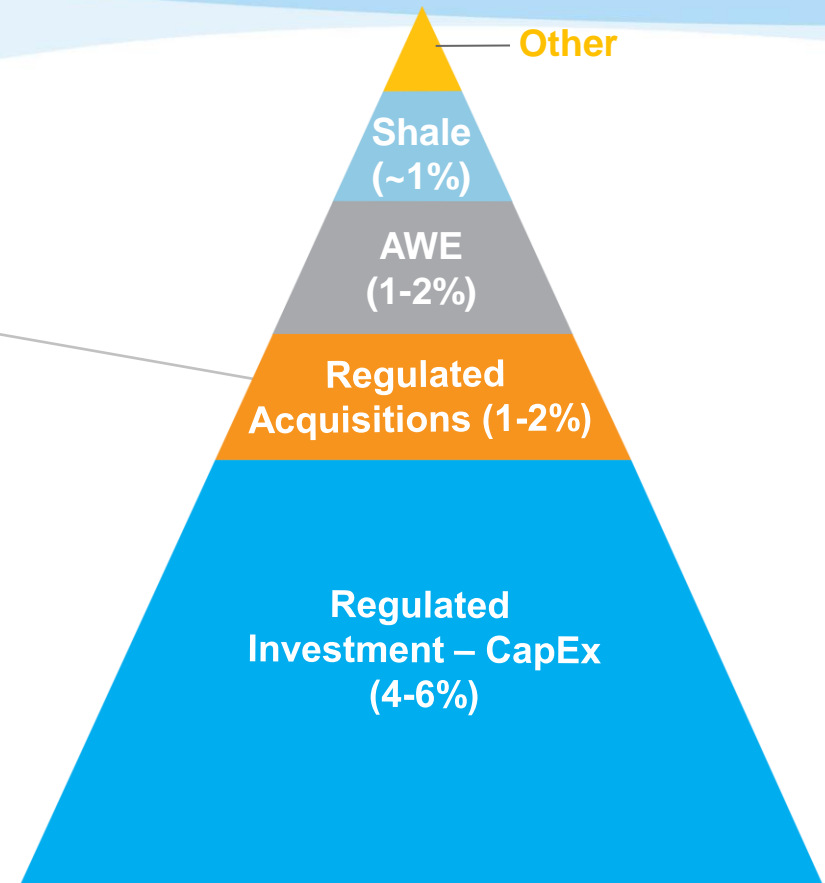 Other
Shale
(~1%)
AWE
(1-2%)
Regulated
Acquisitions (1-2%)
Regulated
Investment – CapEx
(4-6%)